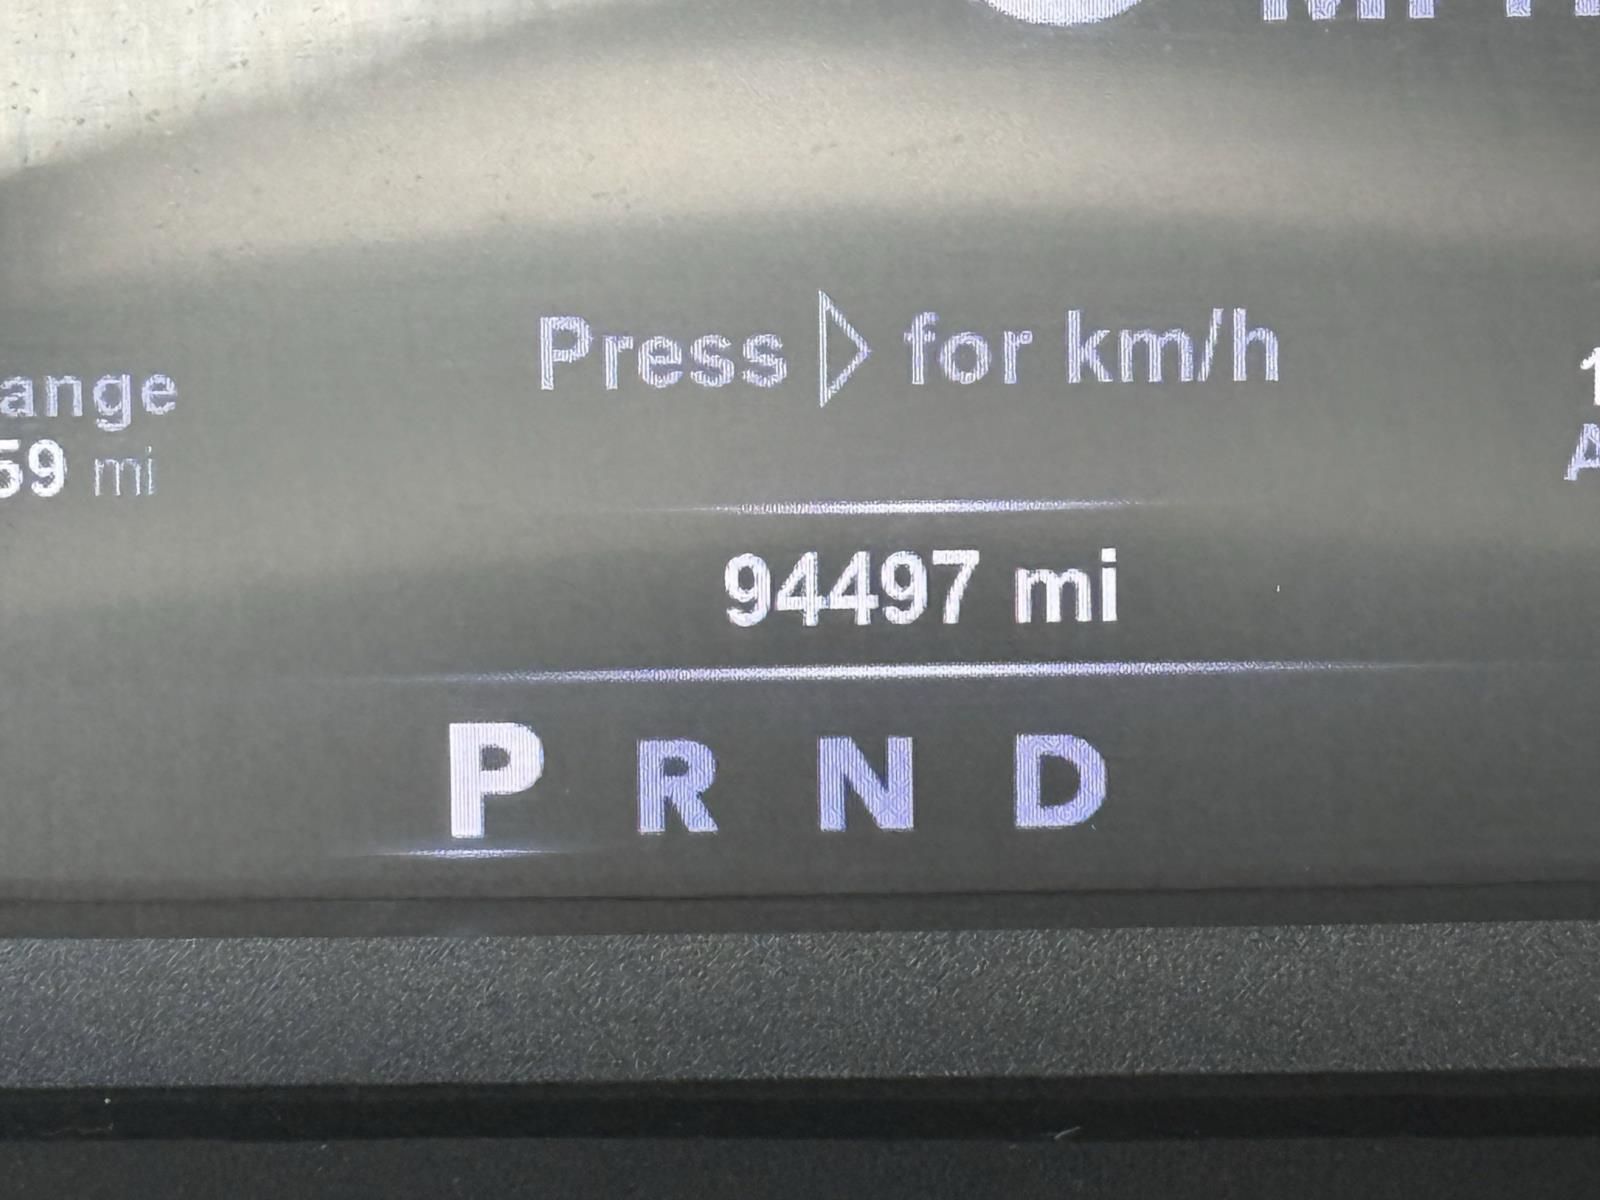 Press ▷ for km/h
ange
59 mi
94497 mi
P R N D